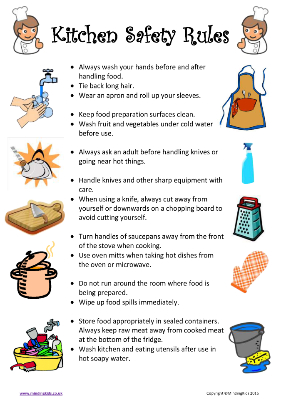 Kitchen Safety Rules
• Always wash your hands before and after
handling food.
• Tie back long hair.
• Wear an apron and roll up your sleeves.
• Keep food preparation surfaces clean.
• Wash fruit and vegetables under cold water
before use.
• Always ask an adult before handling knives or
going near hot things.
• Handle knives and other sharp equipment with
care.
• When using a knife, always cut away from
yourself or downwards on a chopping board to
avoid cutting yourself.
• Turn handles of saucepans away from the front
of the stove when cooking.
• Use oven mitts when taking hot dishes from
the oven or microwave.
• Do not run around the room where food is
being prepared.
• Wipe up food spills immediately.
• Store food appropriately in sealed containers.
Always keep raw meat away from cooked meat
at the bottom of the fridge.
• Wash kitchen and eating utensils after use in
hot soapy water.